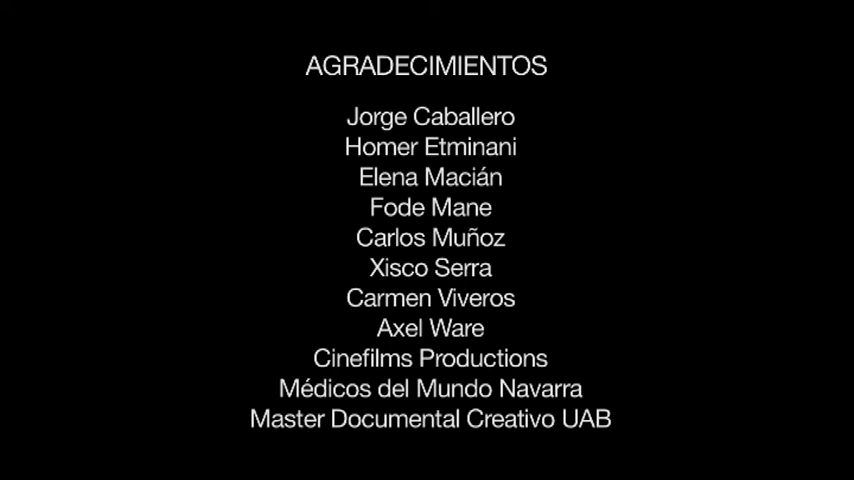 AGRADECIMIENTOS
Jorge Caballero
Homer Etminani
Elena Macián
Fode Mane
Carlos Muñoz
Xisco Serra
Carmen Viveros
Axel Ware
Cinefilms Productions
Médicos del Mundo Navarra
Master Documental Creativo UAB